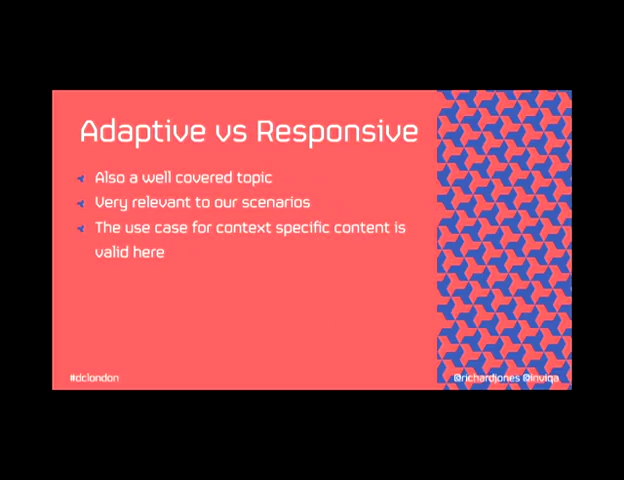 Adaptive vs Responsive
Also a well covered topic
Very relevant to our scenarios
The use case for context specific content is
valid here
#dclondon
@richardjones @inviqa